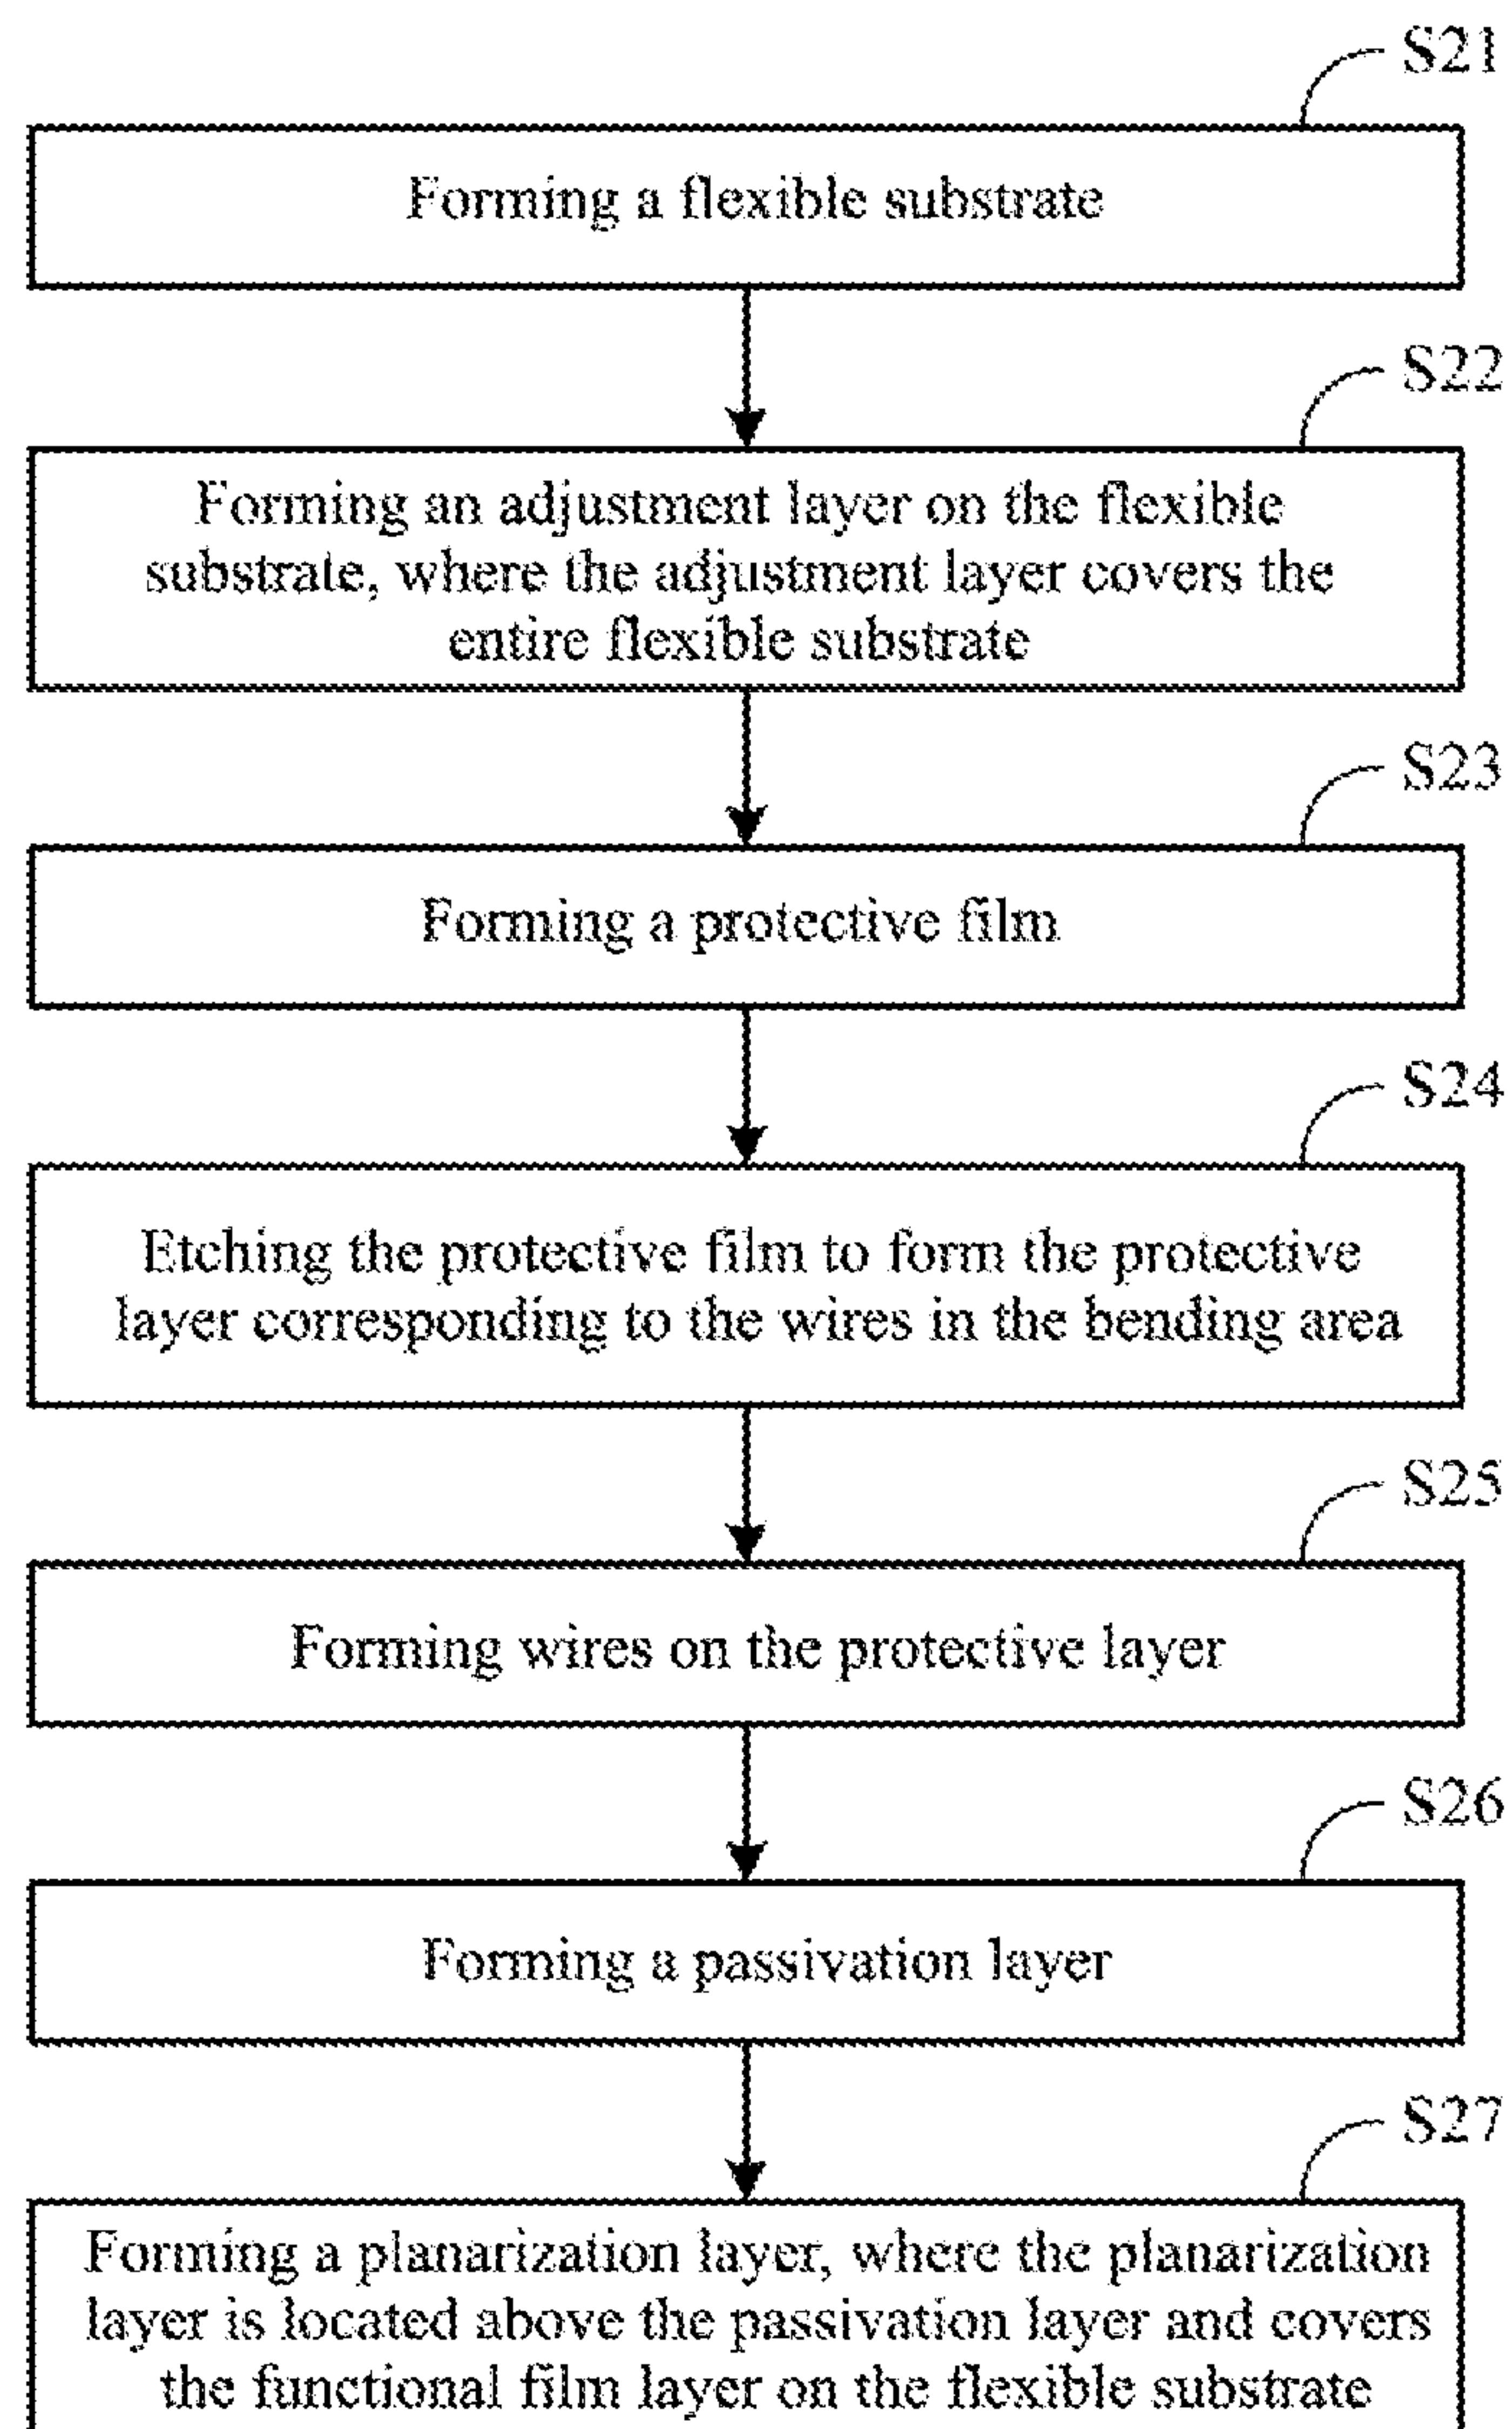 S21
Forming a flexible substrate
S22
Forming an adjustment layer on the flexible
substrate, where the adjustment layer covers the
entire flexible substrate
S23
Forming a protective film
S24
Etching the protective film to form the protective
layer corresponding to the wires in the bending area
S25
Forming wires on the protective layer
S26
Forming a passivation layer
S27
Forming a planarization layer, where the planarization
layer is located above the passivation layer and covers
the functional film layer on the flexible substrate